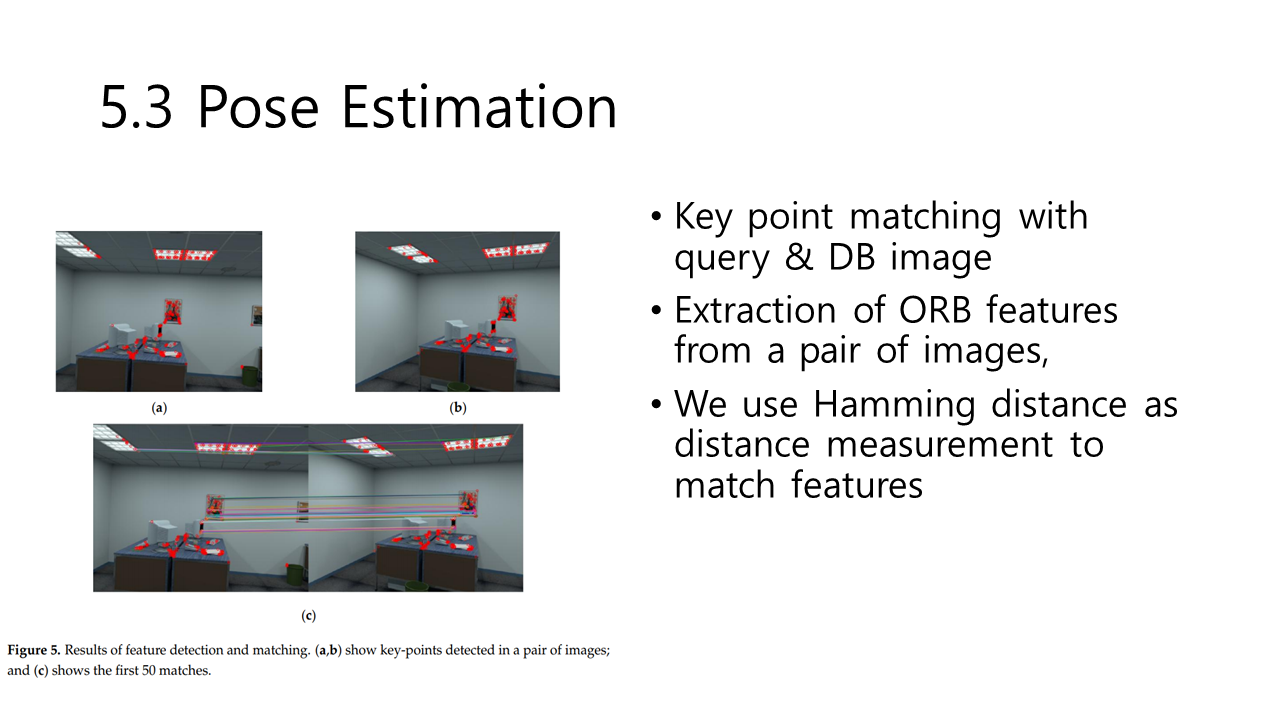 5.3 Pose Estimation
• Key point matching with
query & DB image
• Extraction of ORB features
from a pair of images,
• We use Hamming distance as
distance measurement to
match features
(a)
(b)
(c)
Figure 5. Results of feature detection and matching. (a,b) show key-points detected in a pair of images;
and (c) shows the first 50 matches.